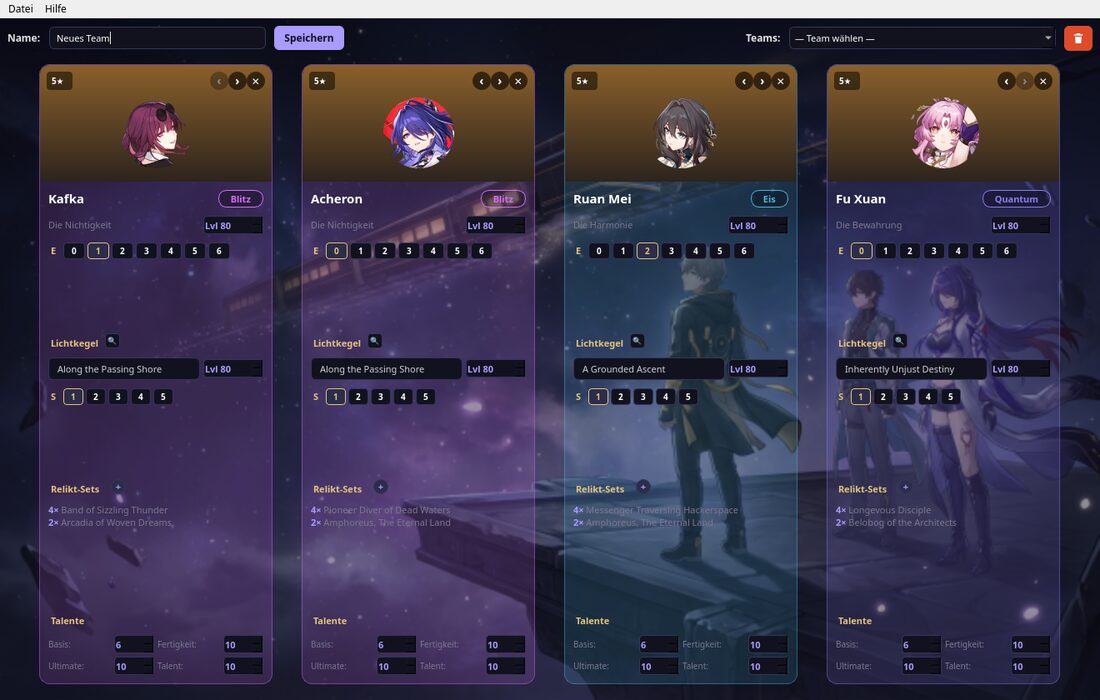 Datei Hilfe
Name: Neues Team Speichern Teams: — Team wählen —
5★ ‹ › ✕
Kafka Blitz
Die Nichtigkeit Lvl 80
E 0 1 2 3 4 5 6
Lichtkegel
Along the Passing Shore Lvl 80
S 1 2 3 4 5
Relikt-Sets +
4× Band of Sizzling Thunder
2× Arcadia of Woven Dreams
Talente
Basis: 6 Fertigkeit: 10
Ultimate: 10 Talent: 10
5★ ‹ › ✕
Acheron Blitz
Die Nichtigkeit Lvl 80
E 0 1 2 3 4 5 6
Lichtkegel
Along the Passing Shore Lvl 80
S 1 2 3 4 5
Relikt-Sets +
4× Pioneer Diver of Dead Waters
2× Amphoreus, The Eternal Land
Talente
Basis: 6 Fertigkeit: 10
Ultimate: 10 Talent: 10
5★ ‹ › ✕
Ruan Mei Eis
Die Harmonie Lvl 80
E 0 1 2 3 4 5 6
Lichtkegel
A Grounded Ascent Lvl 80
S 1 2 3 4 5
Relikt-Sets +
4× Messenger Traversing Hackerspace
2× Amphoreus, The Eternal Land
Talente
Basis: 6 Fertigkeit: 10
Ultimate: 10 Talent: 10
5★ ‹ › ✕
Fu Xuan Quantum
Die Bewahrung Lvl 80
E 0 1 2 3 4 5 6
Lichtkegel
Inherently Unjust Destiny Lvl 80
S 1 2 3 4 5
Relikt-Sets +
4× Longevous Disciple
2× Belobog of the Architects
Talente
Basis: 6 Fertigkeit: 10
Ultimate: 10 Talent: 10